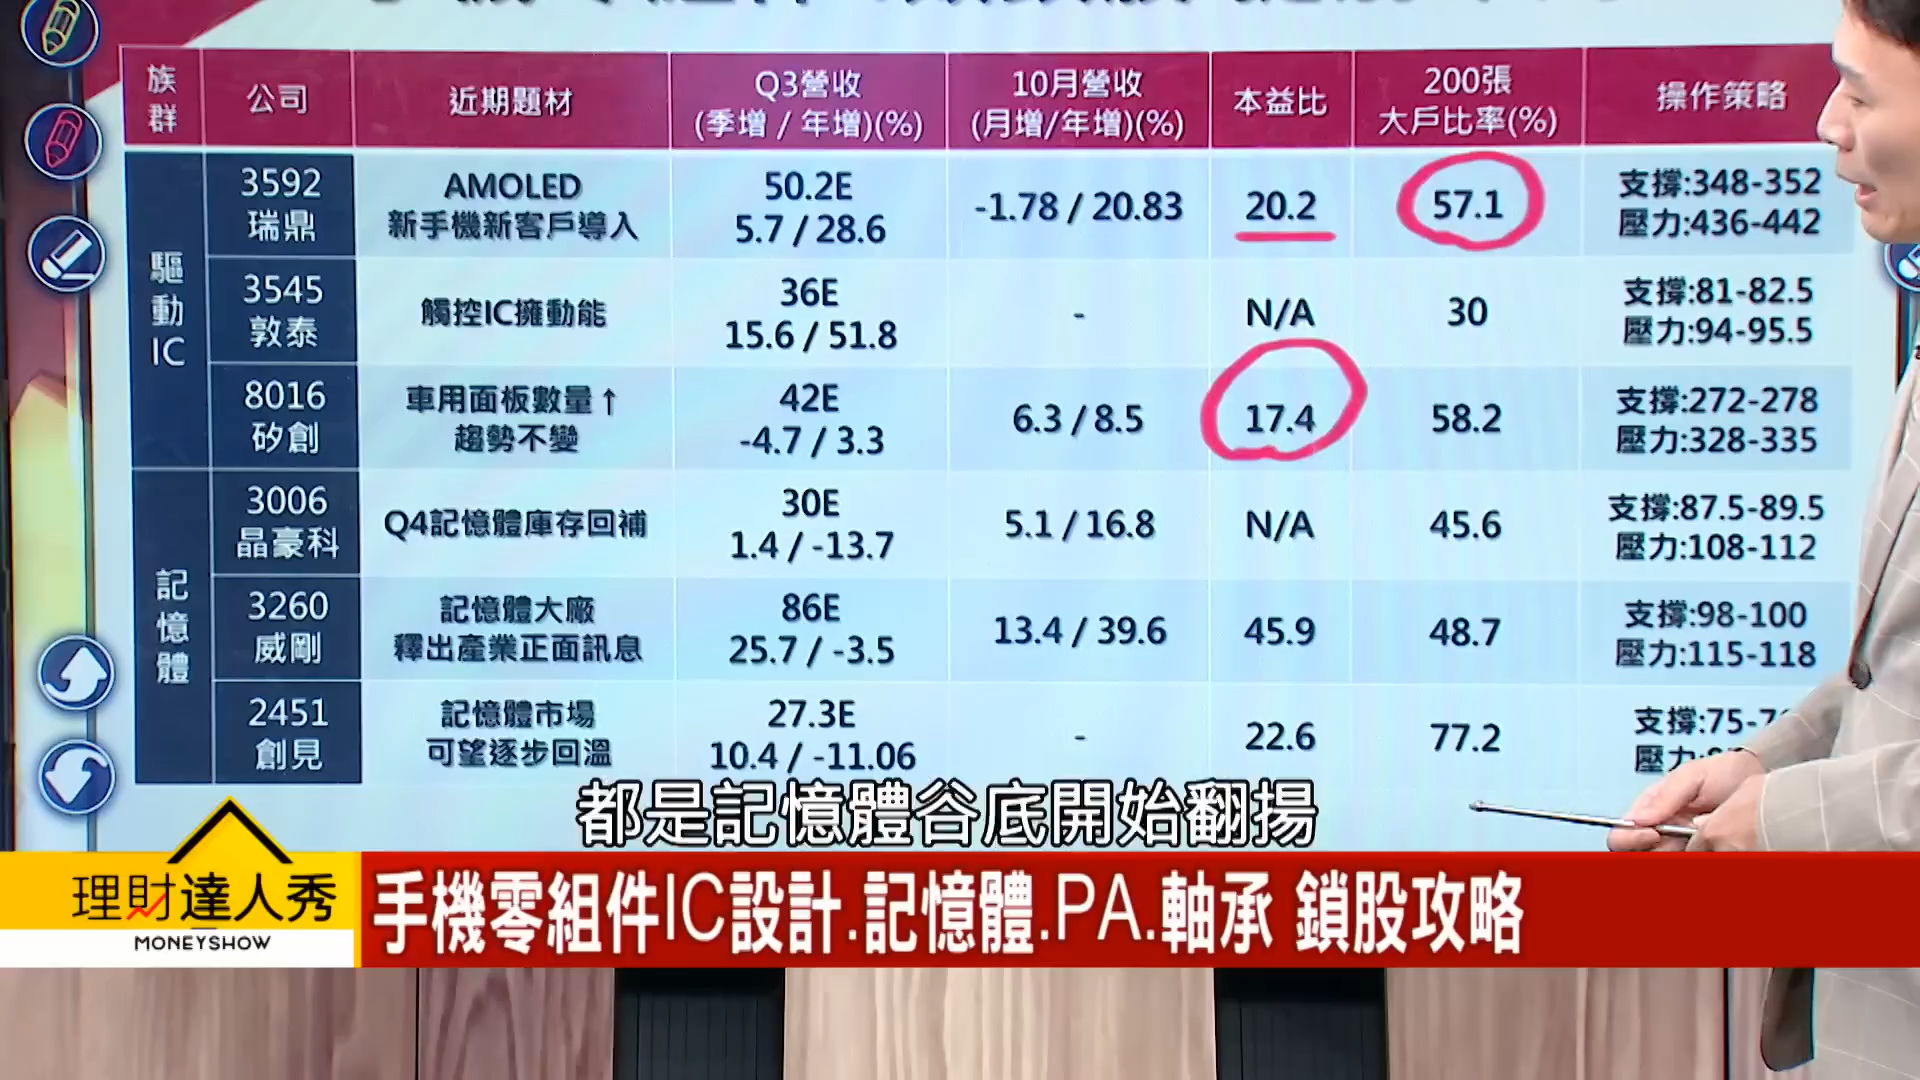 族群
公司
近期題材
Q3營收
(季增 / 年增)(%)
10月營收
(月增/年增)(%)
本益比
200張
大戶比率(%)
操作策略
驅動IC
3592
瑞鼎
AMOLED
新手機新客戶導入
50.2E
5.7 / 28.6
-1.78 / 20.83
20.2
57.1
支撐:348-352
壓力:436-442
3545
敦泰
觸控IC擁動能
36E
15.6 / 51.8
-
N/A
30
支撐:81-82.5
壓力:94-95.5
8016
矽創
車用面板數量↑
趨勢不變
42E
-4.7 / 3.3
6.3 / 8.5
17.4
58.2
支撐:272-278
壓力:328-335
記憶體
3006
晶豪科
Q4記憶體庫存回補
30E
1.4 / -13.7
5.1 / 16.8
N/A
45.6
支撐:87.5-89.5
壓力:108-112
3260
威剛
記憶體大廠
釋出產業正面訊息
86E
25.7 / -3.5
13.4 / 39.6
45.9
48.7
支撐:98-100
壓力:115-118
2451
創見
記憶體市場
可望逐步回溫
27.3E
10.4 / -11.06
-
22.6
77.2
支撐:75-
壓力:
都是記憶體谷底開始翻揚
理財達人秀
MONEYSHOW
手機零組件IC設計.記憶體.PA.軸承 鎖股攻略